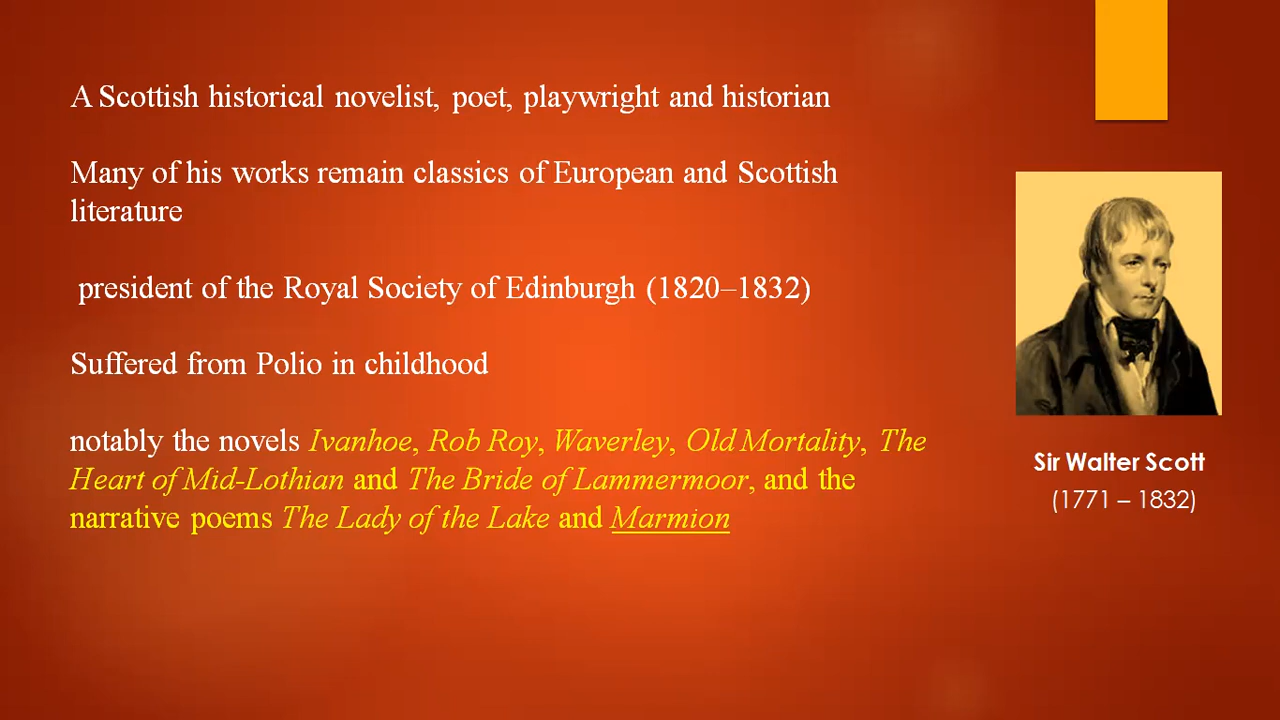 A Scottish historical novelist, poet, playwright and historian
Many of his works remain classics of European and Scottish
literature
president of the Royal Society of Edinburgh (1820–1832)
Suffered from Polio in childhood
notably the novels Ivanhoe, Rob Roy, Waverley, Old Mortality, The
Heart of Mid-Lothian and The Bride of Lammermoor, and the
narrative poems The Lady of the Lake and Marmion
Sir Walter Scott
(1771 – 1832)